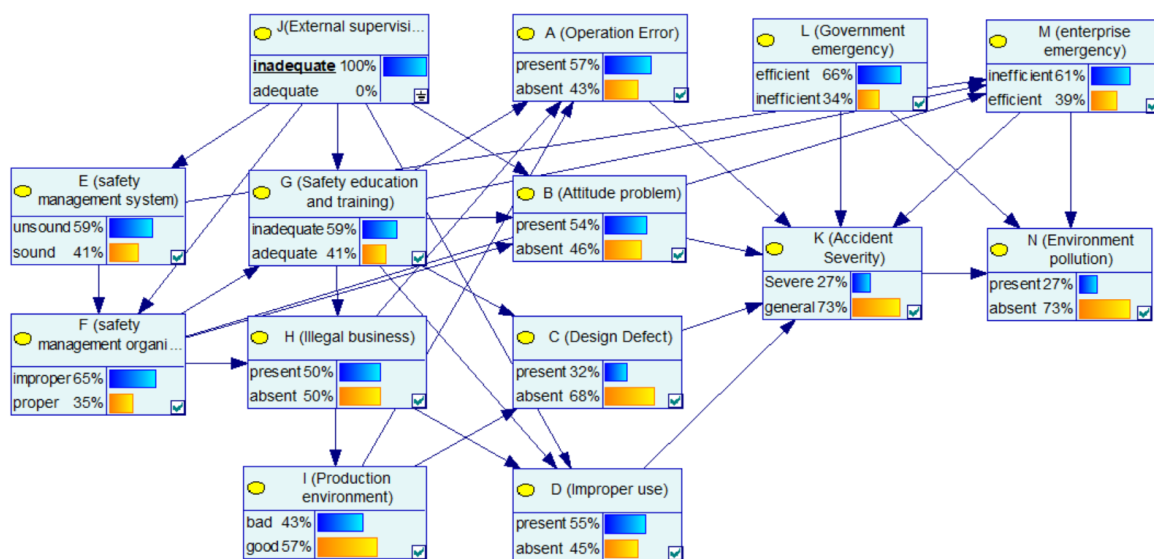 J(External supervisi...
inadequate 100%
adequate 0%
A (Operation Error)
present 57%
absent 43%
L (Government
emergency)
efficient 66%
inefficient 34%
M (enterprise
emergency)
inefficient 61%
efficient 39%
E (safety
management system)
unsound 59%
sound 41%
G (Safety education
and training)
inadequate 59%
adequate 41%
B (Attitude problem)
present 54%
absent 46%
K (Accident
Severity)
Severe 27%
general 73%
N (Environment
pollution)
present 27%
absent 73%
F (safety
management organi...
improper 65%
proper 35%
H (Illegal business)
present 50%
absent 50%
C (Design Defect)
present 32%
absent 68%
I (Production
environment)
bad 43%
good 57%
D (Improper use)
present 55%
absent 45%